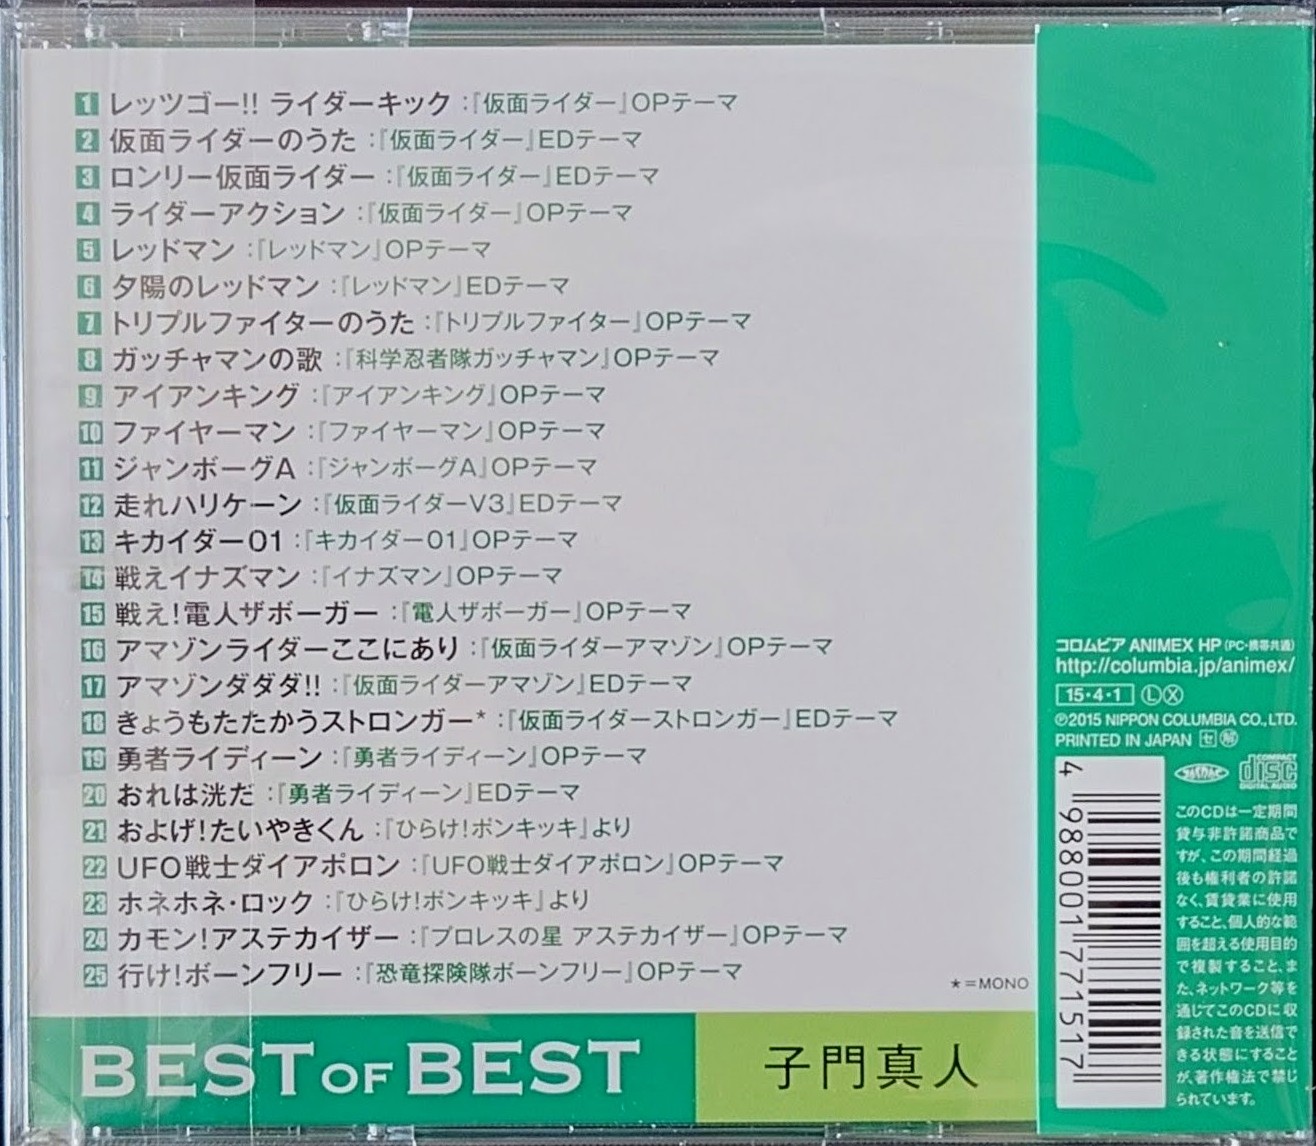 1 レッツゴー!! ライダーキック:『仮面ライダー』OPテーマ
2 仮面ライダーのうた:『仮面ライダー』EDテーマ
3 ロンリー仮面ライダー:『仮面ライダー』EDテーマ
4 ライダーアクション:『仮面ライダー』OPテーマ
5 レッドマン:『レッドマン』OPテーマ
6 夕陽のレッドマン:『レッドマン』EDテーマ
7 トリプルファイターのうた:『トリプルファイター』OPテーマ
8 ガッチャマンの歌:『科学忍者隊ガッチャマン』OPテーマ
9 アイアンキング:『アイアンキング』OPテーマ
10 ファイヤーマン:『ファイヤーマン』OPテーマ
11 ジャンボーグA:『ジャンボーグA』OPテーマ
12 走れハリケーン:『仮面ライダーV3』EDテーマ
13 キカイダー01:『キカイダー01』OPテーマ
14 戦えイナズマン:『イナズマン』OPテーマ
15 戦え!電人ザボーガー:『電人ザボーガー』OPテーマ
16 アマゾンライダーここにあり:『仮面ライダーアマゾン』OPテーマ
17 アマゾンダダダ!!:『仮面ライダーアマゾン』EDテーマ
18 きょうもたたかうストロンガー*:『仮面ライダーストロンガー』EDテーマ
19 勇者ライディーン:『勇者ライディーン』OPテーマ
20 おれは洸だ:『勇者ライディーン』EDテーマ
21 およげ!たいやきくん:『ひらけ!ポンキッキ』より
22 UFO戦士ダイアポロン:『UFO戦士ダイアポロン』OPテーマ
23 ホネホネ・ロック:『ひらけ!ポンキッキ』より
24 カモン!アステカイザー:『プロレスの星 アステカイザー』OPテーマ
25 行け!ボーンフリー:『恐竜探険隊ボーンフリー』OPテーマ
*=MONO
BEST OF BEST
子門真人
コロムビア ANIMEX HP(PC・携帯共通)
http://columbia.jp/animex/
15・4・1 Ⓛ Ⓧ
℗2015 NIPPON COLUMBIA CO.,LTD.
PRINTED IN JAPAN セ 解
4 988001 771517
COMPACT
disc
DIGITAL AUDIO
このCDは一定期間
貸与非許諾商品で
すが、この期間経過
後も権利者の許諾
なく、賃貸業に使用
すること、個人的な範
囲を超える使用目的
で複製すること、ま
た、ネットワーク等を
通じてこのCDに収
録された音を送信で
きる状態にすること
が、著作権法で禁じ
られています。